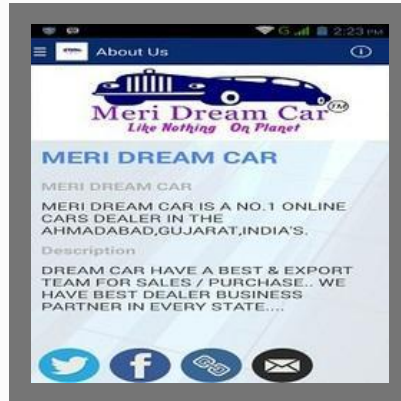 G 2:23 PM
About Us
Meri Dream Car TM
Like Nothing On Planet
MERI DREAM CAR
MERI DREAM CAR
MERI DREAM CAR IS A NO.1 ONLINE
CARS DEALER IN THE
AHMADABAD,GUJARAT,INDIA'S.
Description
DREAM CAR HAVE A BEST & EXPORT
TEAM FOR SALES / PURCHASE.. WE
HAVE BEST DEALER BUSINESS
PARTNER IN EVERY STATE....